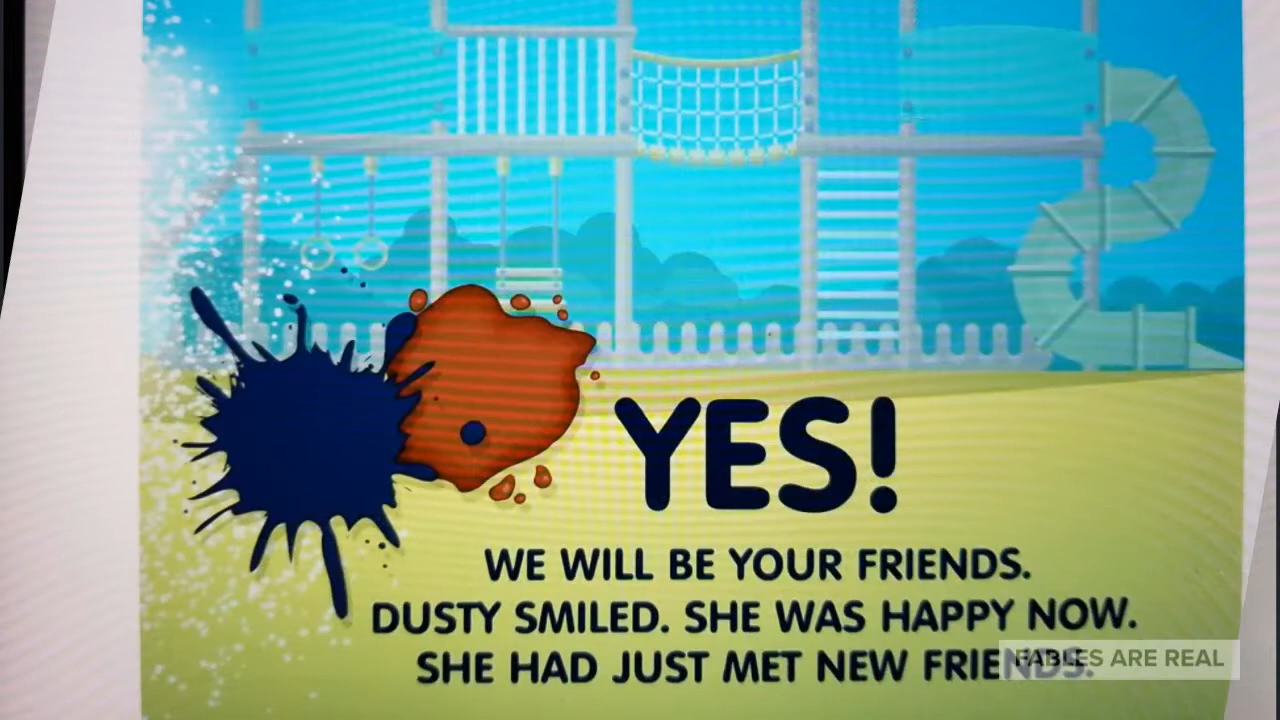 YES!
WE WILL BE YOUR FRIENDS.
DUSTY SMILED. SHE WAS HAPPY NOW.
SHE HAD JUST MET NEW FRIENDS.
FABLES ARE REAL